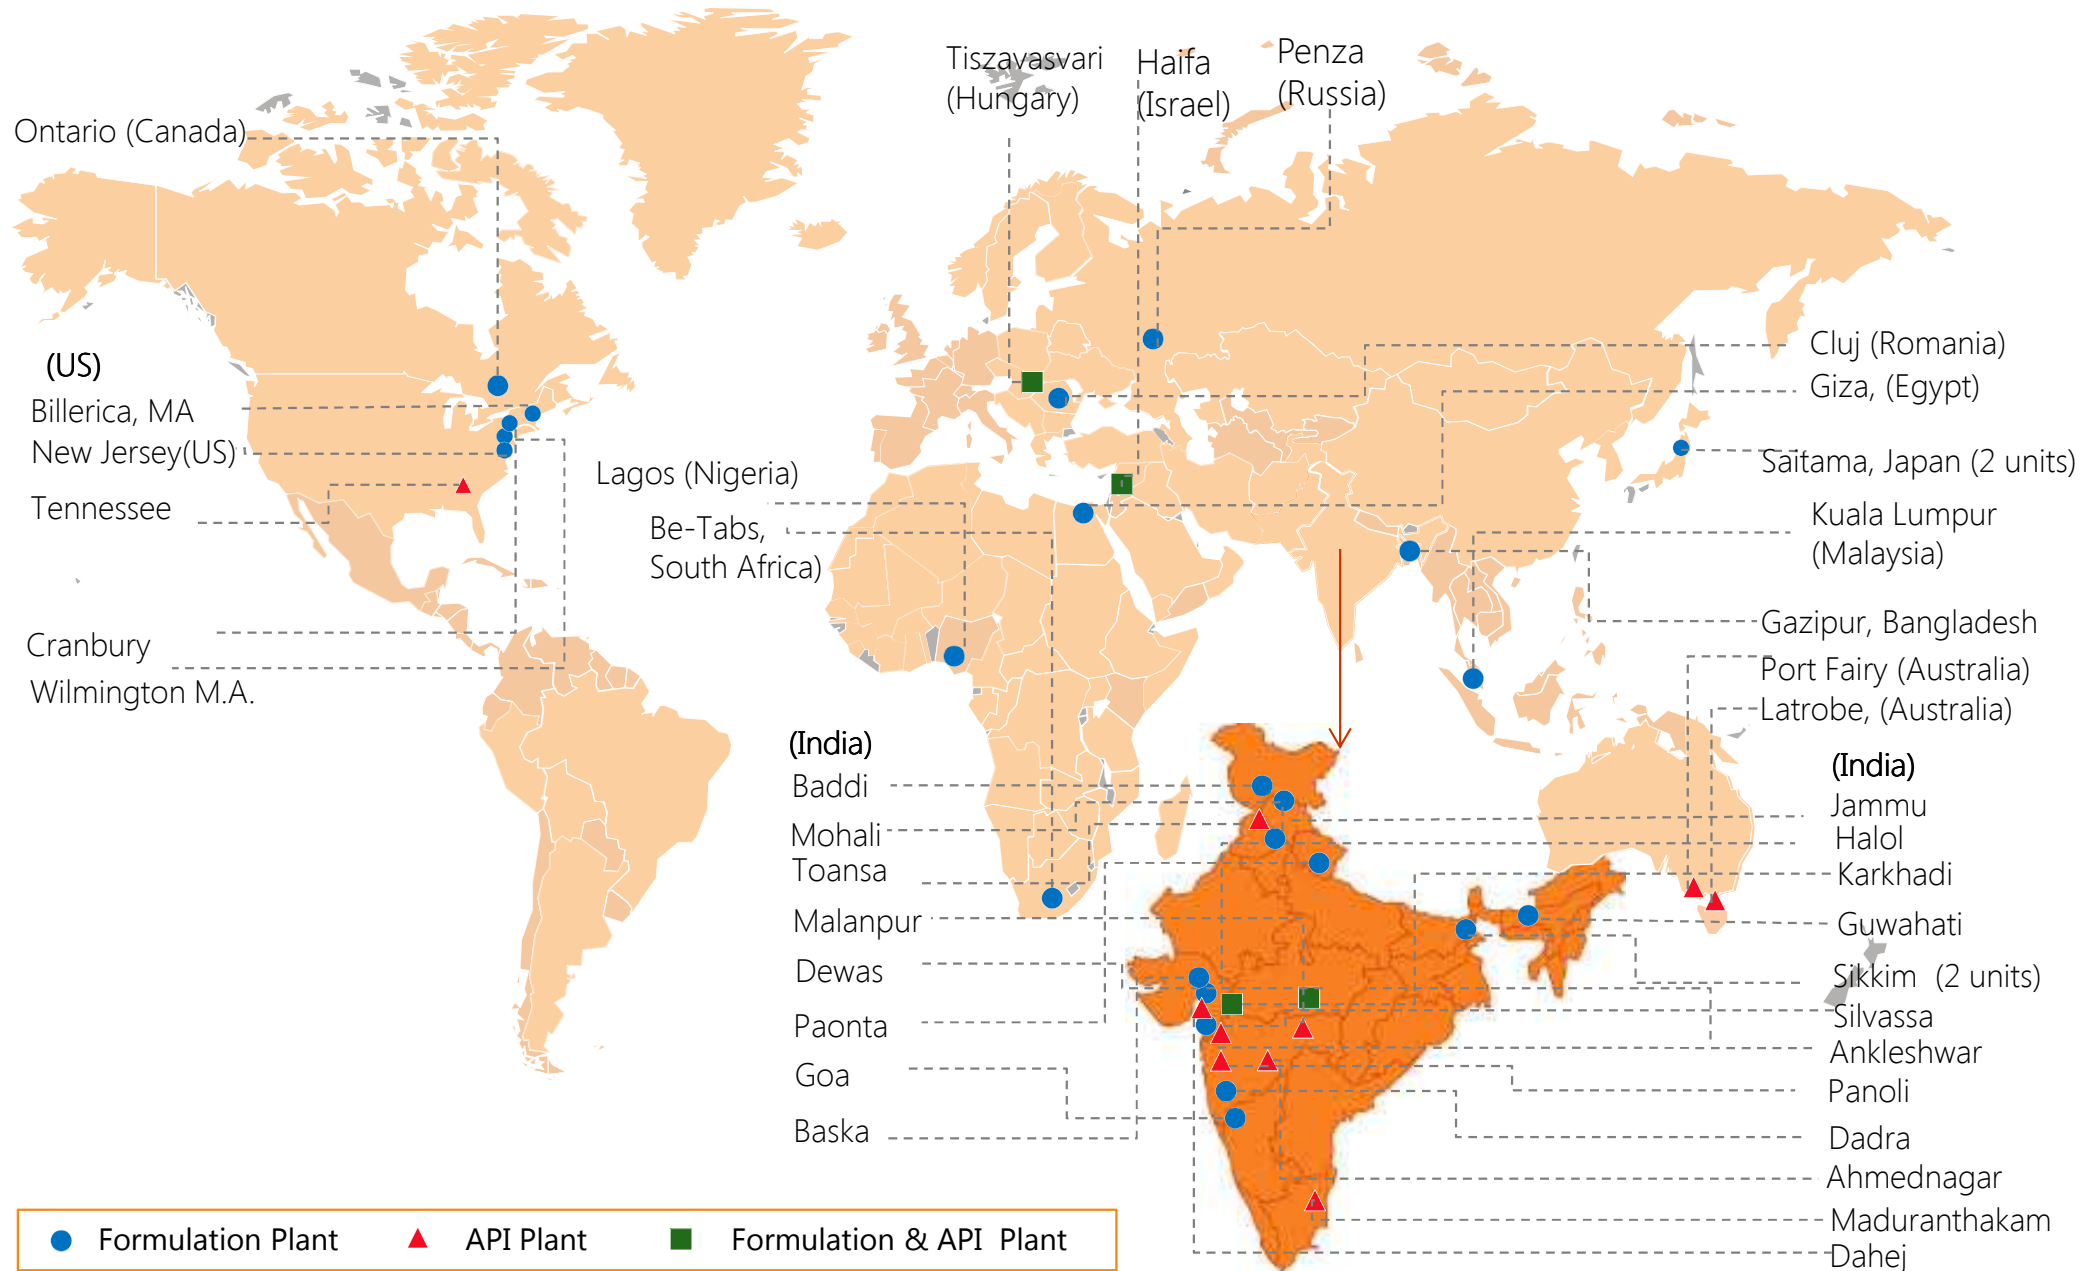 Tiszavasvari
(Hungary)
Haifa
(Israel)
Penza
(Russia)
Ontario (Canada)
(US)
Billerica, MA
New Jersey(US)
Tennessee
Cranbury
Wilmington M.A.
Lagos (Nigeria)
Be-Tabs,
South Africa)
Cluj (Romania)
Giza, (Egypt)
Saitama, Japan (2 units)
Kuala Lumpur
(Malaysia)
Gazipur, Bangladesh
Port Fairy (Australia)
Latrobe, (Australia)
(India)
Baddi
Mohali
Toansa
Malanpur
Dewas
Paonta
Goa
Baska
(India)
Jammu
Halol
Karkhadi
Guwahati
Sikkim (2 units)
Silvassa
Ankleshwar
Panoli
Dadra
Ahmednagar
Maduranthakam
Dahej
Formulation Plant
API Plant
Formulation & API Plant